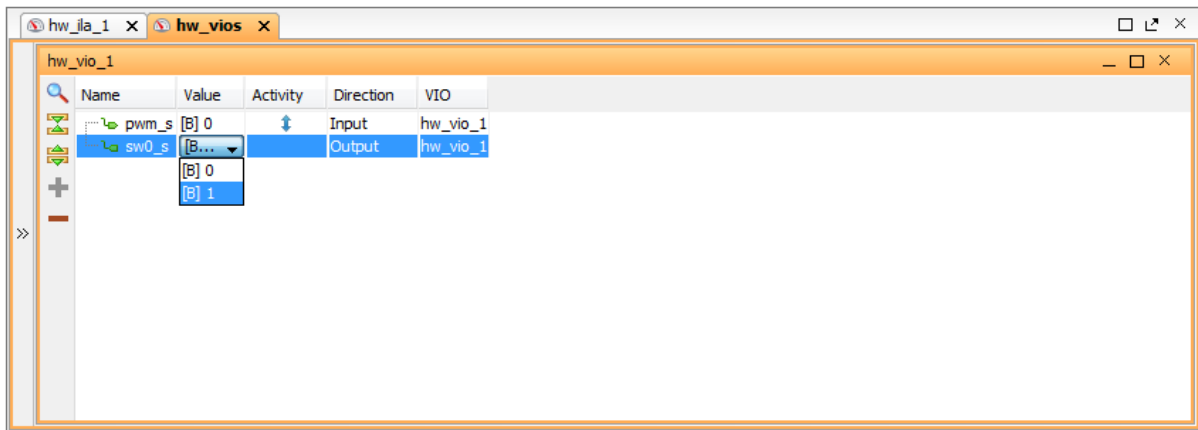 hw_ila_1 hw_vios
hw_vio_1
Name Value Activity Direction VIO
pwm_s [B] 0 Input hw_vio_1
sw0_s [B... Output hw_vio_1
[B] 0
[B] 1